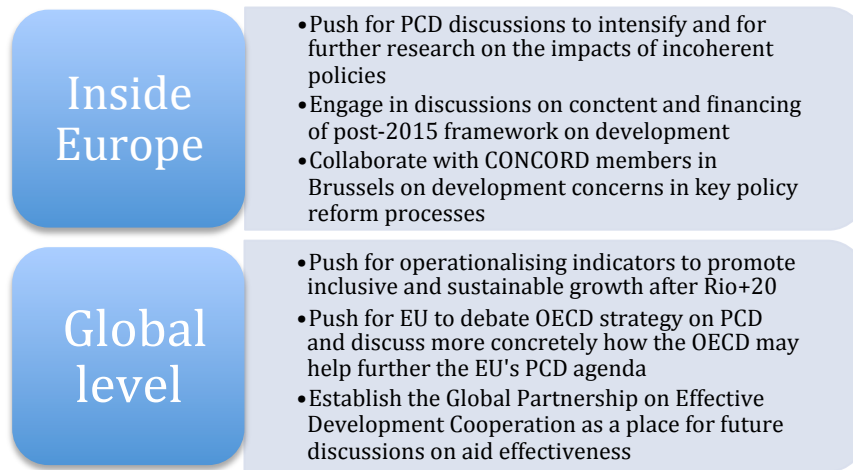 Inside
Europe
•Push for PCD discussions to intensify and for
further research on the impacts of incoherent
policies
•Engage in discussions on conctent and financing
of post-2015 framework on development
•Collaborate with CONCORD members in
Brussels on development concerns in key policy
reform processes
Global
level
•Push for operationalising indicators to promote
inclusive and sustainable growth after Rio+20
•Push for EU to debate OECD strategy on PCD
and discuss more concretely how the OECD may
help further the EU's PCD agenda
•Establish the Global Partnership on Effective
Development Cooperation as a place for future
discussions on aid effectiveness